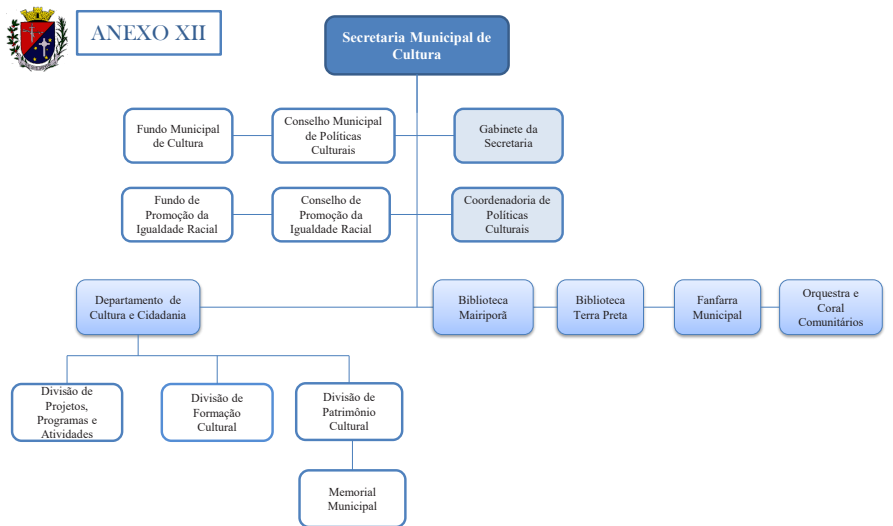 ANEXO XII
Secretaria Municipal de
Cultura
Fundo Municipal
de Cultura
Conselho Municipal
de Políticas
Culturais
Gabinete da
Secretaria
Fundo de
Promoção da
Igualdade Racial
Conselho de
Promoção da
Igualdade Racial
Coordenadoria de
Políticas
Culturais
Departamento de
Cultura e Cidadania
Biblioteca
Mairiporã
Biblioteca
Terra Preta
Fanfarra
Municipal
Orquestra e
Coral
Comunitários
Divisão de
Projetos,
Programas e
Atividades
Divisão de
Formação
Cultural
Divisão de
Patrimônio
Cultural
Memorial
Municipal